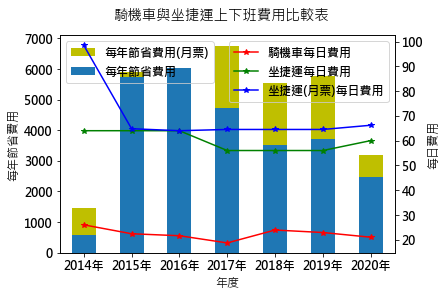 騎機車與坐捷運上下班費用比較表
7000
6000
5000
4000
3000
2000
1000
0
每年節省費用
每年節省費用(月票)
每年節省費用
騎機車每日費用
坐捷運每日費用
坐捷運(月票)每日費用
100
90
80
70
60
50
40
30
20
每日費用
2014年 2015年 2016年 2017年 2018年 2019年 2020年
年度